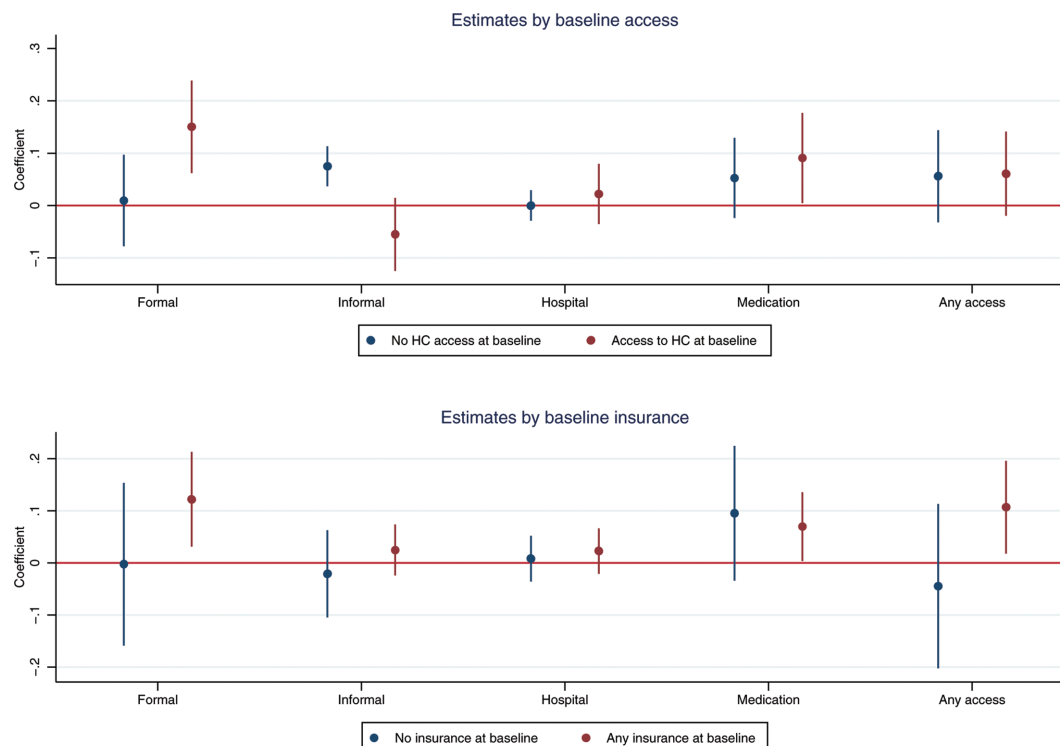 Estimates by baseline access
Coefficient
.3
.2
.1
0
-.1
Formal Informal Hospital Medication Any access
No HC access at baseline Access to HC at baseline
Estimates by baseline insurance
Coefficient
.2
.1
0
-.1
-.2
Formal Informal Hospital Medication Any access
No insurance at baseline Any insurance at baseline